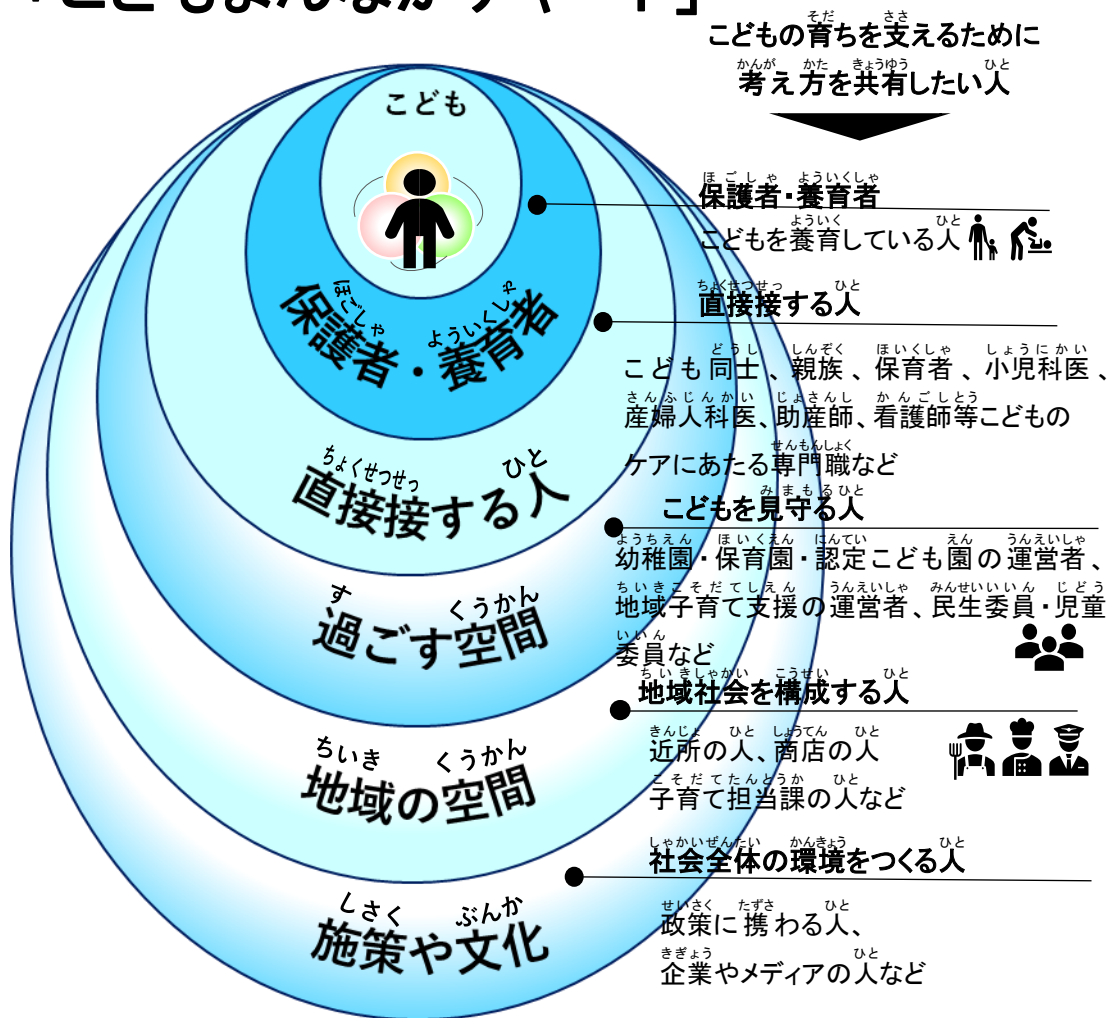 「こどもまんなかチャート」
こどもの育ちを支えるために
考え方を共有したい人
こども
保護者・養育者
直接接する人
過ごす空間
地域の空間
施策や文化
保護者・養育者
こどもを養育している人
直接接する人
こども同士、親族、保育者、小児科医、
産婦人科医、助産師、看護師等こどもの
ケアにあたる専門職など
こどもを見守る人
幼稚園・保育園・認定こども園の運営者、
地域子育て支援の運営者、民生委員・児童
委員など
地域社会を構成する人
近所の人、商店の人
子育て担当課の人など
社会全体の環境をつくる人
政策に携わる人、
企業やメディアの人など